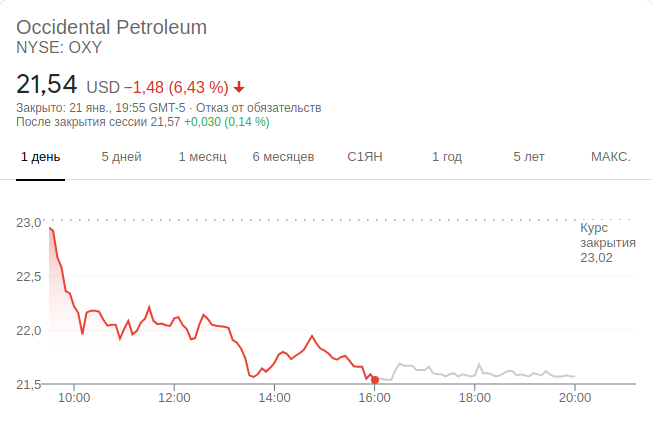 Occidental Petroleum
NYSE: OXY
21,54 USD −1,48 (6,43 %)
Закрыто: 21 янв., 19:55 GMT-5 · Отказ от обязательств
После закрытия сессии 21,57 +0,030 (0,14 %)
1 день 5 дней 1 месяц 6 месяцев С1ЯН 1 год 5 лет МАКС.
23,0
Курс
закрытия
23,02
22,5
22,0
21,5
10:00 12:00 14:00 16:00 18:00 20:00